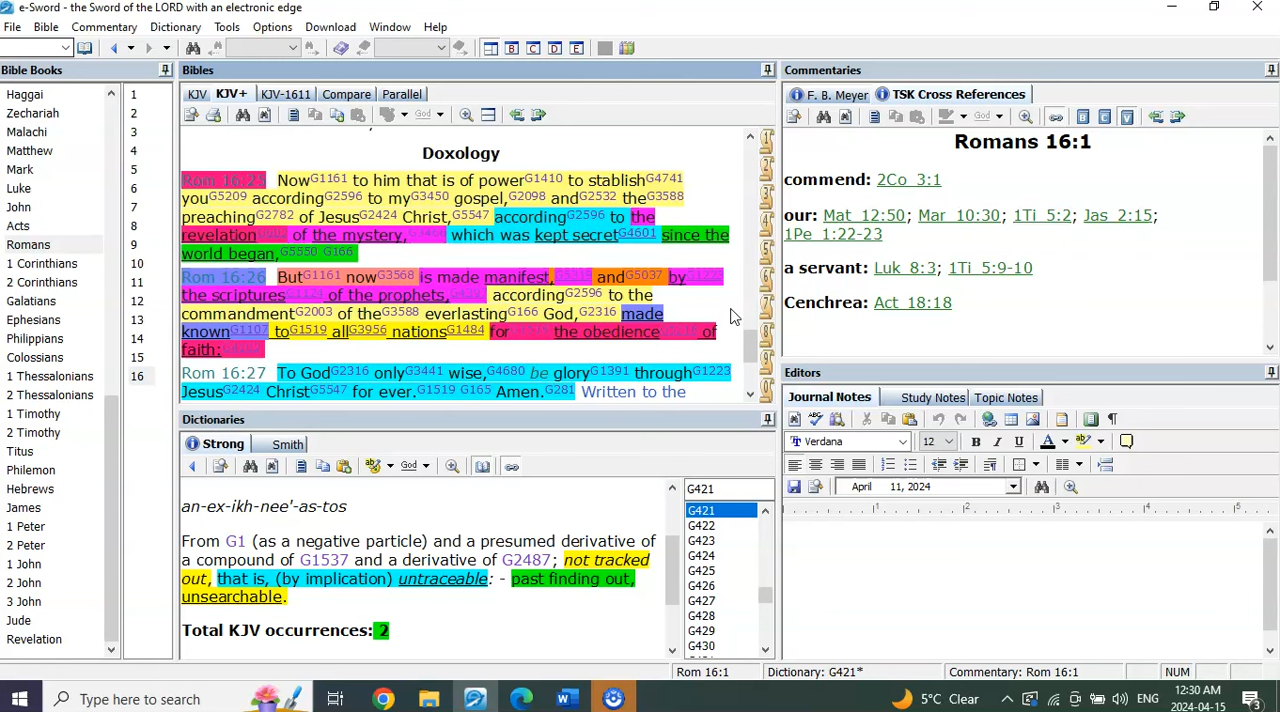 e-Sword - the Sword of the LORD with an electronic edge
File Bible Commentary Dictionary Tools Options Download Window Help
B C D E
Bible Books
Haggai
Zechariah
Malachi
Matthew
Mark
Luke
John
Acts
Romans
1 Corinthians
2 Corinthians
Galatians
Ephesians
Philippians
Colossians
1 Thessalonians
2 Thessalonians
1 Timothy
2 Timothy
Titus
Philemon
Hebrews
James
1 Peter
2 Peter
1 John
2 John
3 John
Jude
Revelation
1
2
3
4
5
6
7
8
9
10
11
12
13
14
15
16
Bibles
KJV KJV+ KJV-1611 Compare Parallel
God
Doxology
Rom 16:25 Now G1161 to him that is of power G1410 to stablish G4741
you G5209 according G2596 to my G3450 gospel, G2098 and G2532 the G3588
preaching G2782 of Jesus G2424 Christ, G5547 according G2596 to the
revelation of the mystery, which was kept secret G4601 since the
world began, G5550 G166
Rom 16:26 But G1161 now G3568 is made manifest, and G5037 by
the scriptures of the prophets, according G2596 to the
commandment G2003 of the G3588 everlasting G166 God, G2316 made
known G1107 to G1519 all G3956 nations G1484 for the obedience of
faith:
Rom 16:27 To God G2316 only G3441 wise, G4680 be glory G1391 through G1223
Jesus G2424 Christ G5547 for ever. G1519 G165 Amen. G281 Written to the
Dictionaries
Strong Smith
God
an-ex-ikh-nee'-as-tos
From G1 (as a negative particle) and a presumed derivative of
a compound of G1537 and a derivative of G2487; not tracked
out, that is, (by implication) untraceable: - past finding out,
unsearchable.
Total KJV occurrences: 2
G421
G421
G422
G423
G424
G425
G426
G427
G428
G429
G430
Commentaries
F. B. Meyer TSK Cross References
God
B C V
Romans 16:1
commend: 2Co 3:1
our: Mat 12:50; Mar 10:30; 1Ti 5:2; Jas 2:15;
1Pe 1:22-23
a servant: Luk 8:3; 1Ti 5:9-10
Cenchrea: Act 18:18
Editors
Journal Notes Study Notes Topic Notes
Verdana 12 B I U A
April 11, 2024
1 2 3 4 5
Rom 16:1 Dictionary: G421* Commentary: Rom 16:1 NUM
Type here to search
5°C Clear ENG 12:30 AM
2024-04-15
3